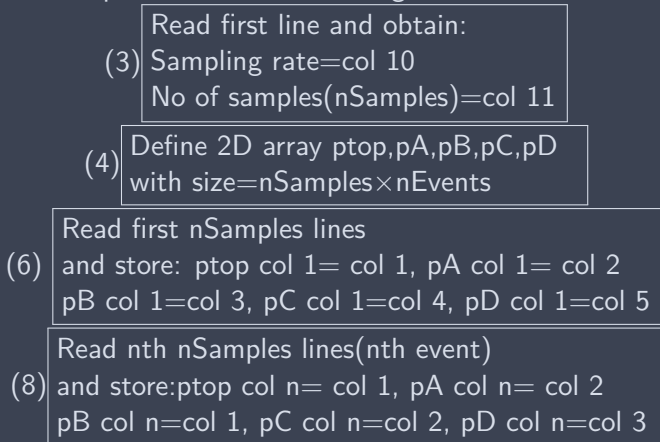 Read first line and obtain:
(3) Sampling rate=col 10
No of samples(nSamples)=col 11
(4) Define 2D array ptop,pA,pB,pC,pD
with size=nSamples×nEvents
Read first nSamples lines
(6) and store: ptop col 1= col 1, pA col 1= col 2
pB col 1=col 3, pC col 1=col 4, pD col 1=col 5
Read nth nSamples lines(nth event)
(8) and store:ptop col n= col 1, pA col n= col 2
pB col n=col 1, pC col n=col 2, pD col n=col 3